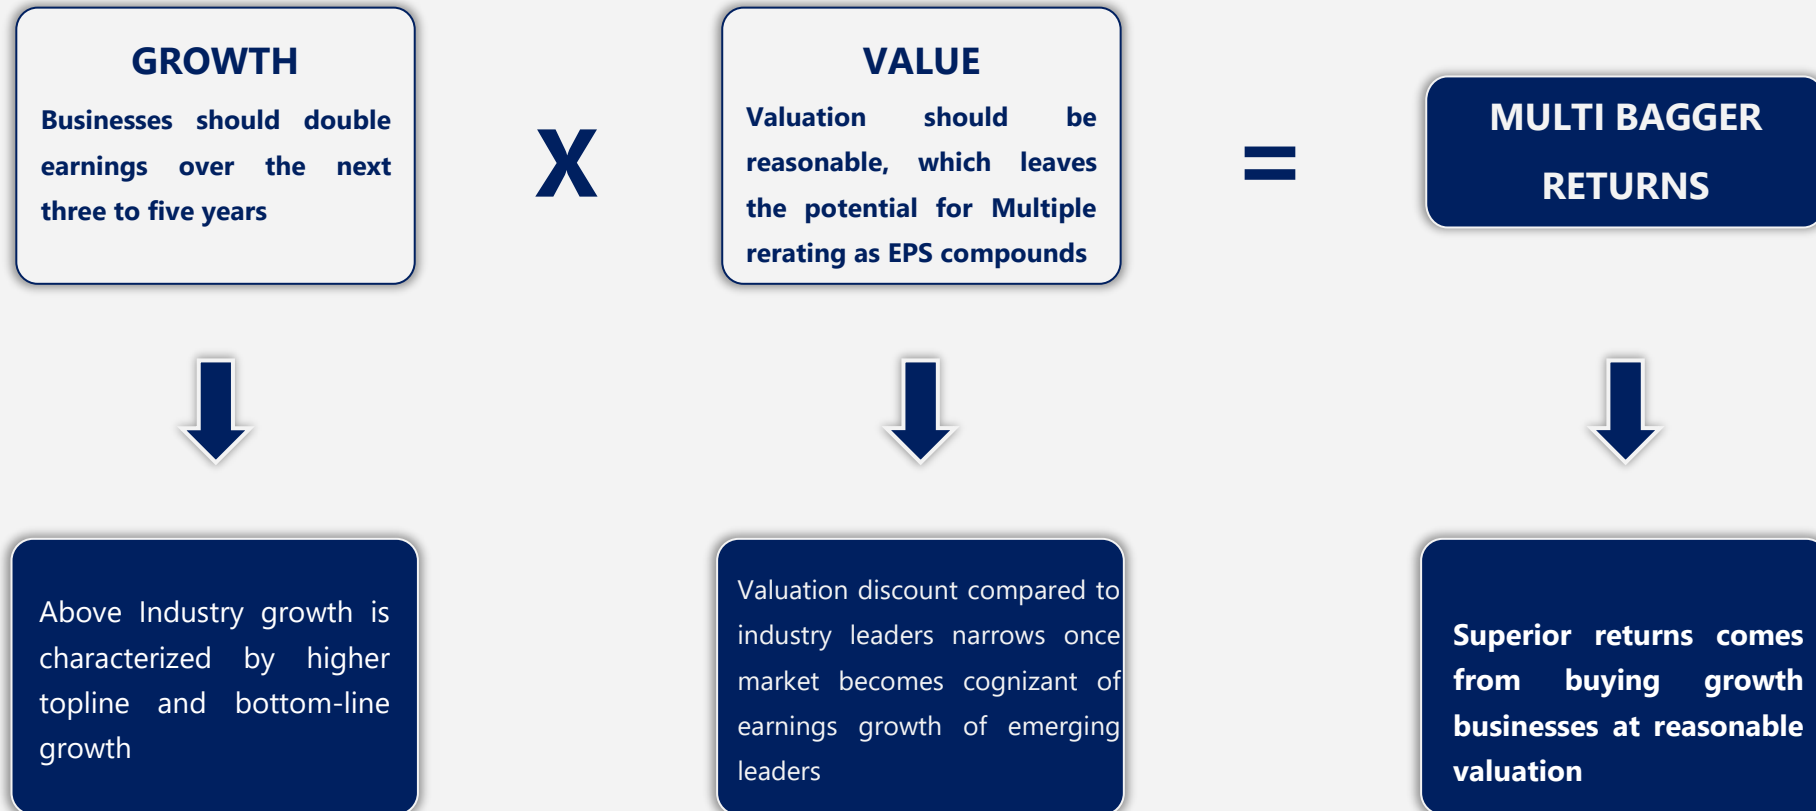 GROWTH
Businesses should double
earnings over the next
three to five years
X
VALUE
Valuation should be
reasonable, which leaves
the potential for Multiple
rerating as EPS compounds
=
MULTI BAGGER
RETURNS
Above Industry growth is
characterized by higher
topline and bottom-line
growth
Valuation discount compared to
industry leaders narrows once
market becomes cognizant of
earnings growth of emerging
leaders
Superior returns comes
from buying growth
businesses at reasonable
valuation